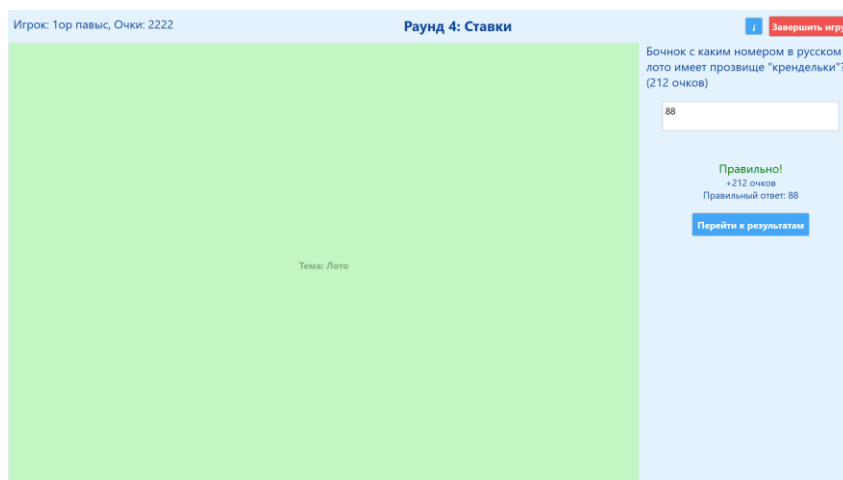 Игрок: 1ор павыс, Очки: 2222
Раунд 4: Ставки
i
Завершить игру
Бочнок с каким номером в русском
лото имеет прозвище "крендельки"?
(212 очков)
88
Правильно!
+212 очков
Правильный ответ: 88
Перейти к результатам
Тема: Лото